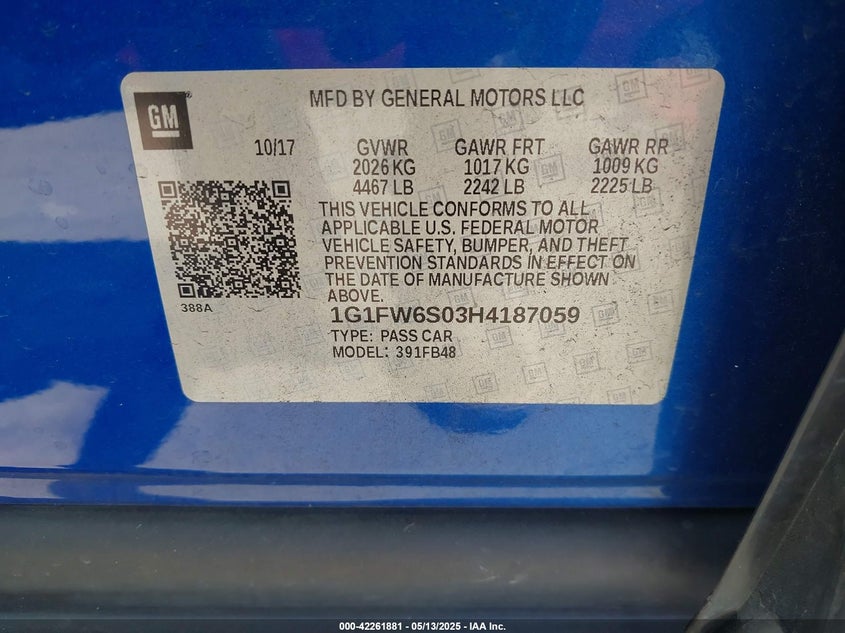 GM
MFD BY GENERAL MOTORS LLC
10/17 GVWR GAWR FRT GAWR RR
2026 KG 1017 KG 1009 KG
4467 LB 2242 LB 2225 LB
THIS VEHICLE CONFORMS TO ALL
APPLICABLE U.S. FEDERAL MOTOR
VEHICLE SAFETY, BUMPER, AND THEFT
PREVENTION STANDARDS IN EFFECT ON
THE DATE OF MANUFACTURE SHOWN
ABOVE.
388A
1G1FW6S03H4187059
TYPE: PASS CAR
MODEL: 391FB48
000-42261881 - 05/13/2025 - IAA Inc.